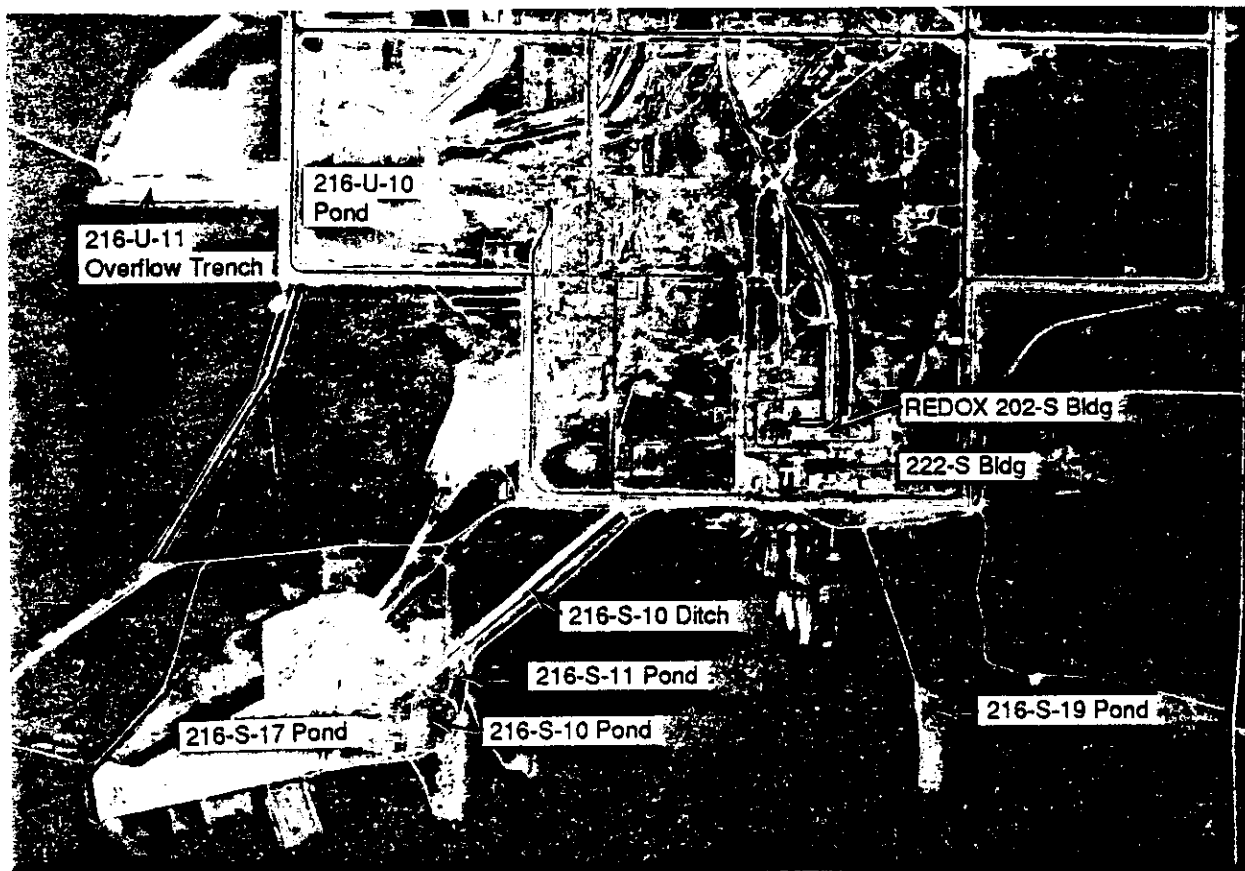 216-U-10
Pond
216-U-11
Overflow Trench
REDOX 202-S Bldg
222-S Bldg
216-S-10 Ditch
216-S-11 Pond
216-S-19 Pond
216-S-17 Pond
216-S-10 Pond